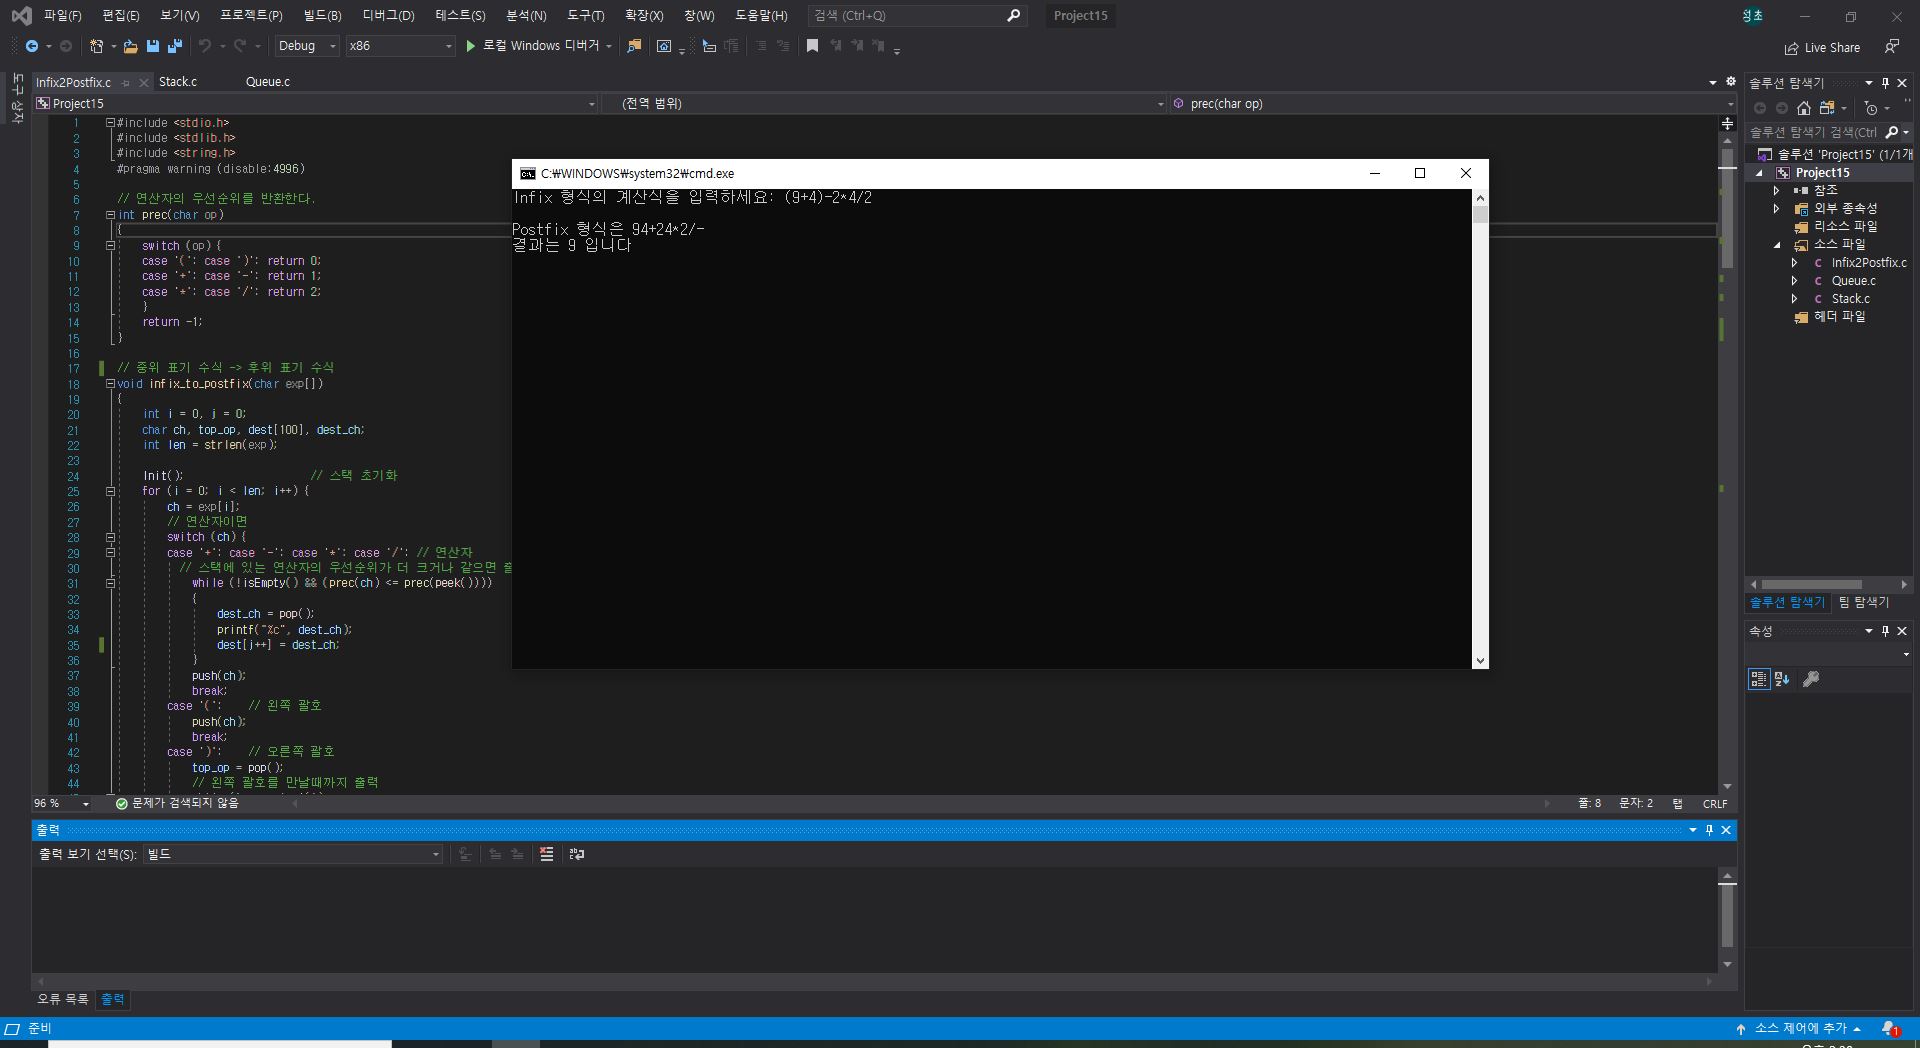 파일(F) 편집(E) 보기(V) 프로젝트(P) 빌드(B) 디버그(D) 테스트(S) 분석(N) 도구(T) 확장(X) 창(W) 도움말(H) 검색 (Ctrl+Q) Project15 성초
Debug x86 로컬 Windows 디버거 Live Share
도구 상자
Infix2Postfix.c Stack.c Queue.c
Project15 (전역 범위) prec(char op)
1 #include <stdio.h>
2 #include <stdlib.h>
3 #include <string.h>
4 #pragma warning (disable:4996)
5
6 // 연산자의 우선순위를 반환한다.
7 int prec(char op)
8 {
9 switch (op) {
10 case '(': case ')': return 0;
11 case '+': case '-': return 1;
12 case '*': case '/': return 2;
13 }
14 return -1;
15 }
16
17 // 중위 표기 수식 -> 후위 표기 수식
18 void infix_to_postfix(char exp[])
19 {
20 int i = 0, j = 0;
21 char ch, top_op, dest[100], dest_ch;
22 int len = strlen(exp);
23
24 Init(); // 스택 초기화
25 for (i = 0; i < len; i++) {
26 ch = exp[i];
27 // 연산자이면
28 switch (ch) {
29 case '+': case '-': case '*': case '/': // 연산자
30 // 스택에 있는 연산자의 우선순위가 더 크거나 같으면
31 while (!isEmpty() && (prec(ch) <= prec(peek())))
32 {
33 dest_ch = pop();
34 printf("%c", dest_ch);
35 dest[j++] = dest_ch;
36 }
37 push(ch);
38 break;
39 case '(': // 왼쪽 괄호
40 push(ch);
41 break;
42 case ')': // 오른쪽 괄호
43 top_op = pop();
44 // 왼쪽 괄호를 만날때까지 출력
C:₩WINDOWS₩system32₩cmd.exe
Infix 형식의 계산식을 입력하세요: (9+4)-2*4/2
Postfix 형식은 94+24*2/-
결과는 9 입니다
96 % 문제가 검색되지 않음 줄: 8 문자: 2 탭 CRLF
출력
출력 보기 선택(S): 빌드
오류 목록 출력
솔루션 탐색기
솔루션 탐색기 검색(Ctrl
솔루션 'Project15' (1/1개
Project15
참조
외부 종속성
리소스 파일
소스 파일
Infix2Postfix.c
Queue.c
Stack.c
헤더 파일
솔루션 탐색기 팀 탐색기
속성
준비 소스 제어에 추가 1